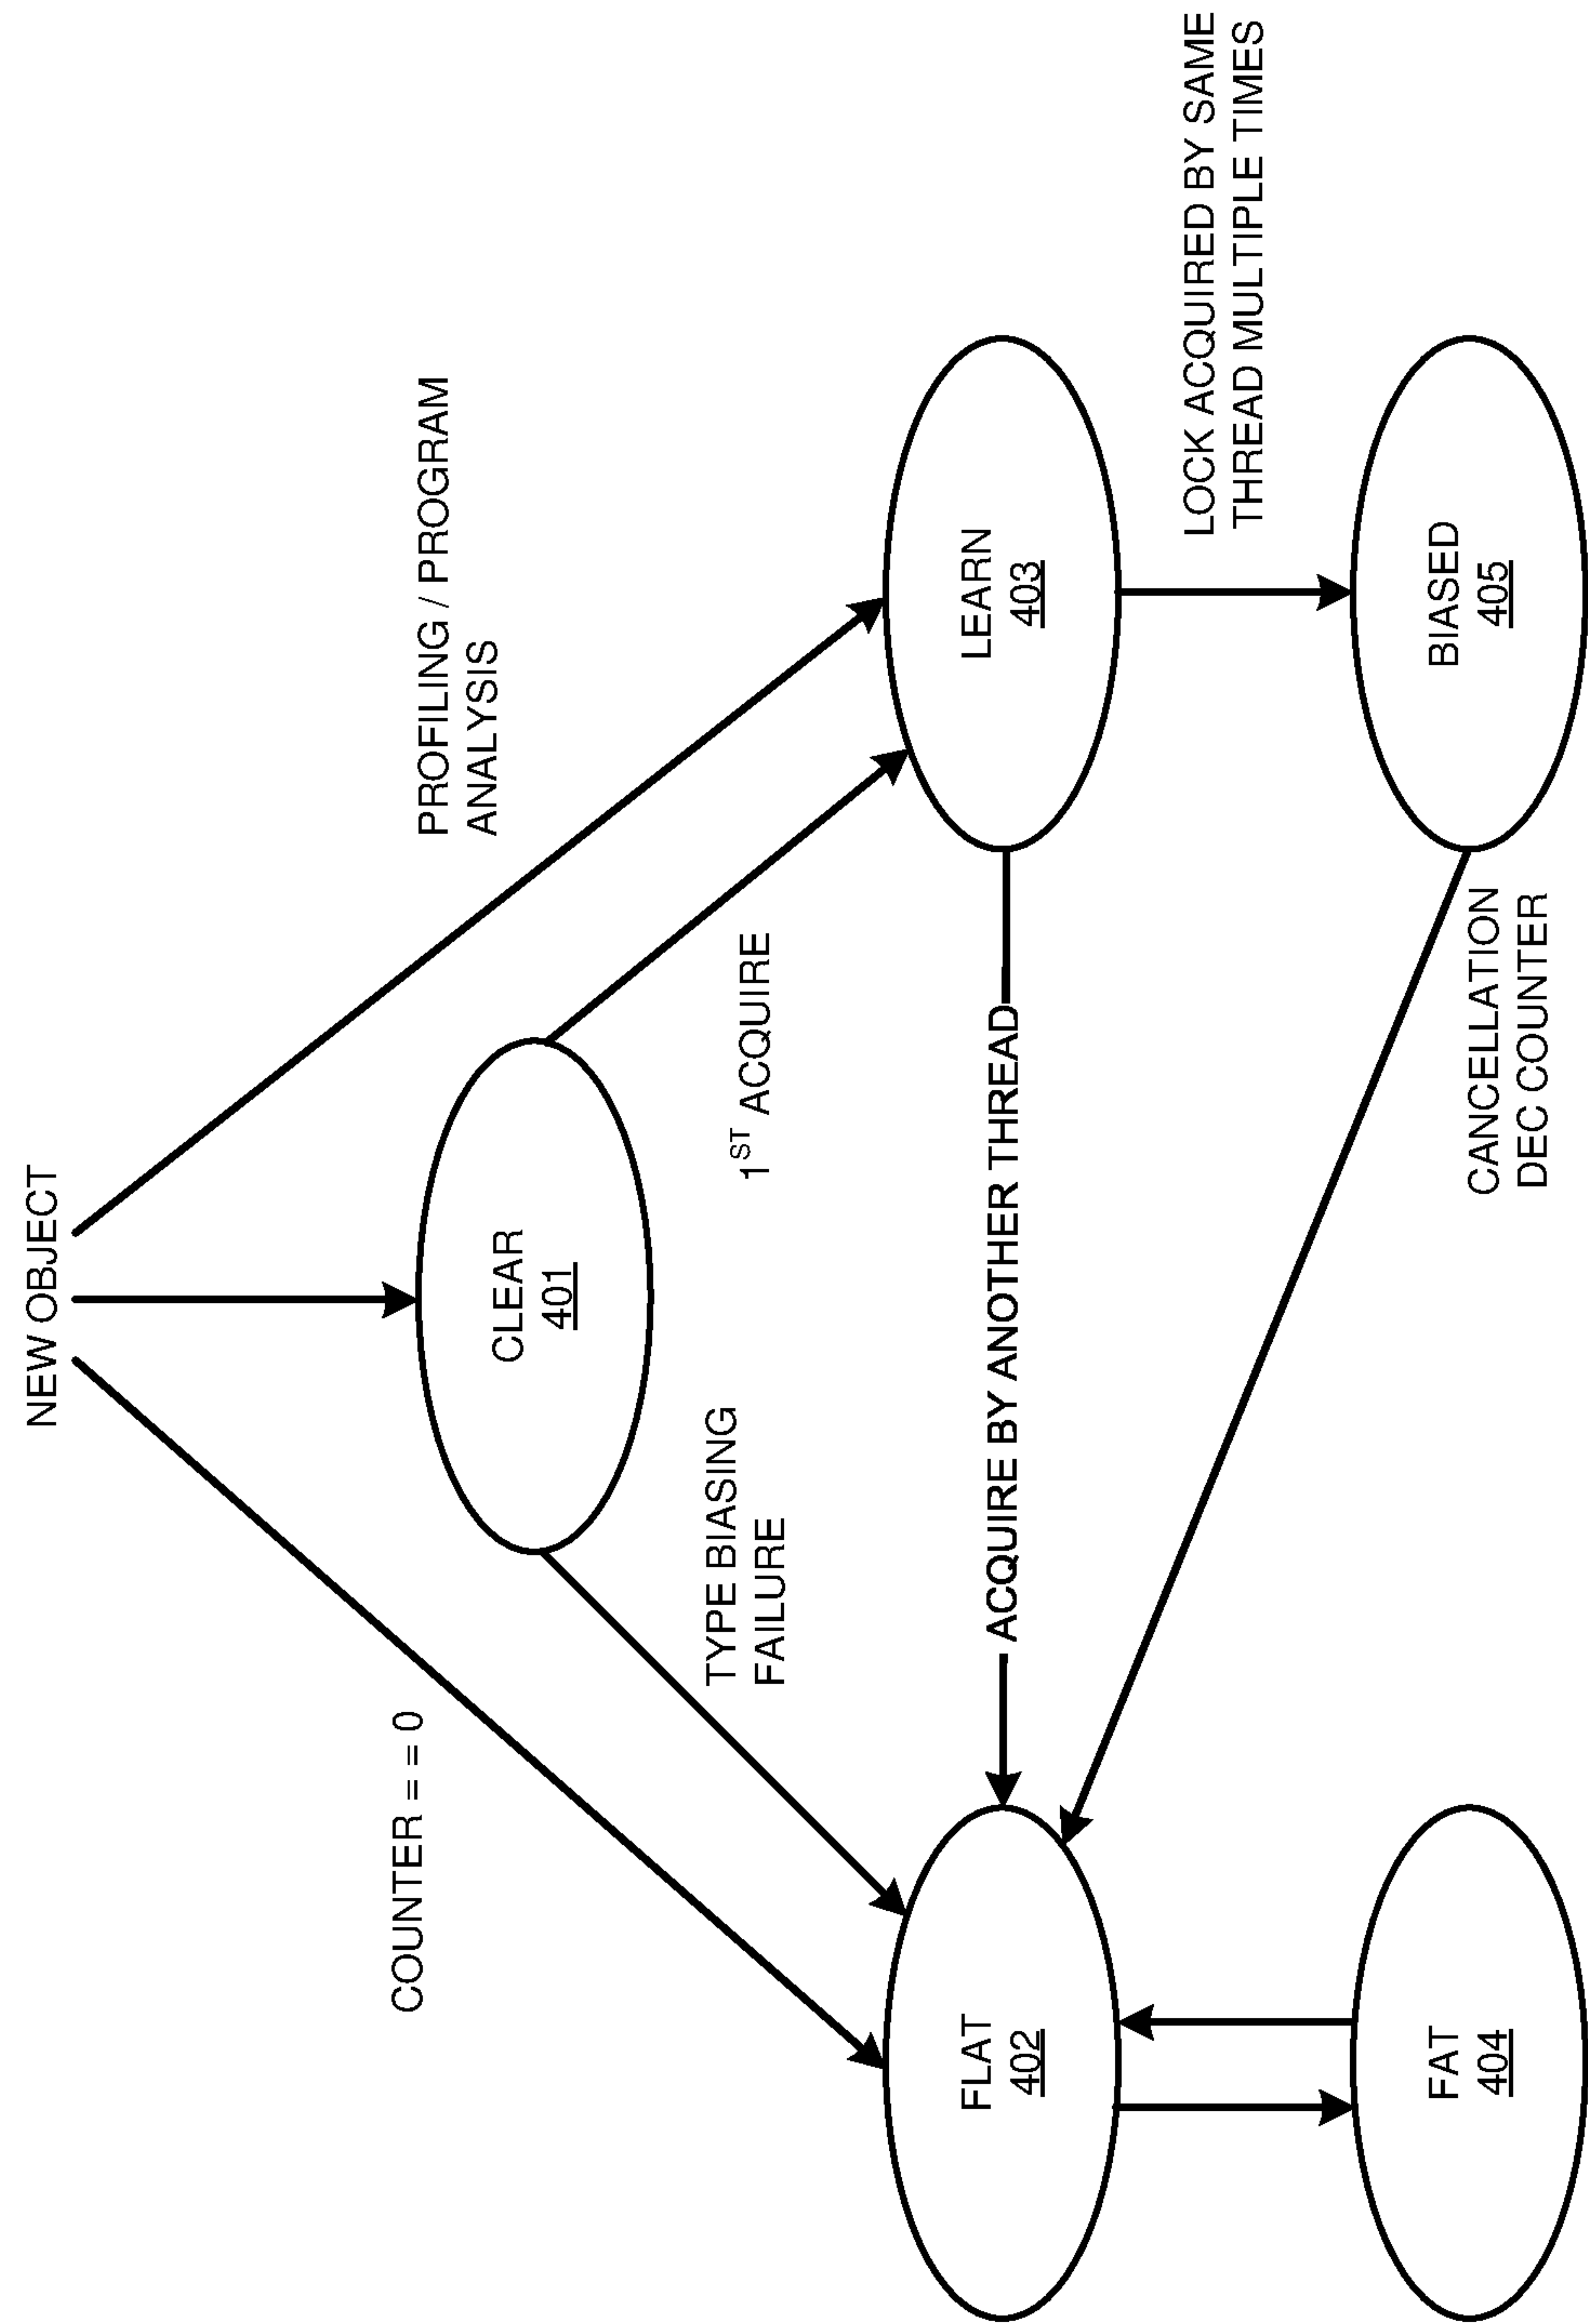 NEW OBJECT
COUNTER = = 0
PROFILING / PROGRAM
ANALYSIS
CLEAR
401
TYPE BIASING
FAILURE
1ST ACQUIRE
FLAT
402
ACQUIRE BY ANOTHER THREAD
LEARN
403
LOCK ACQUIRED BY SAME
THREAD MULTIPLE TIMES
FAT
404
CANCELLATION
DEC COUNTER
BIASED
405